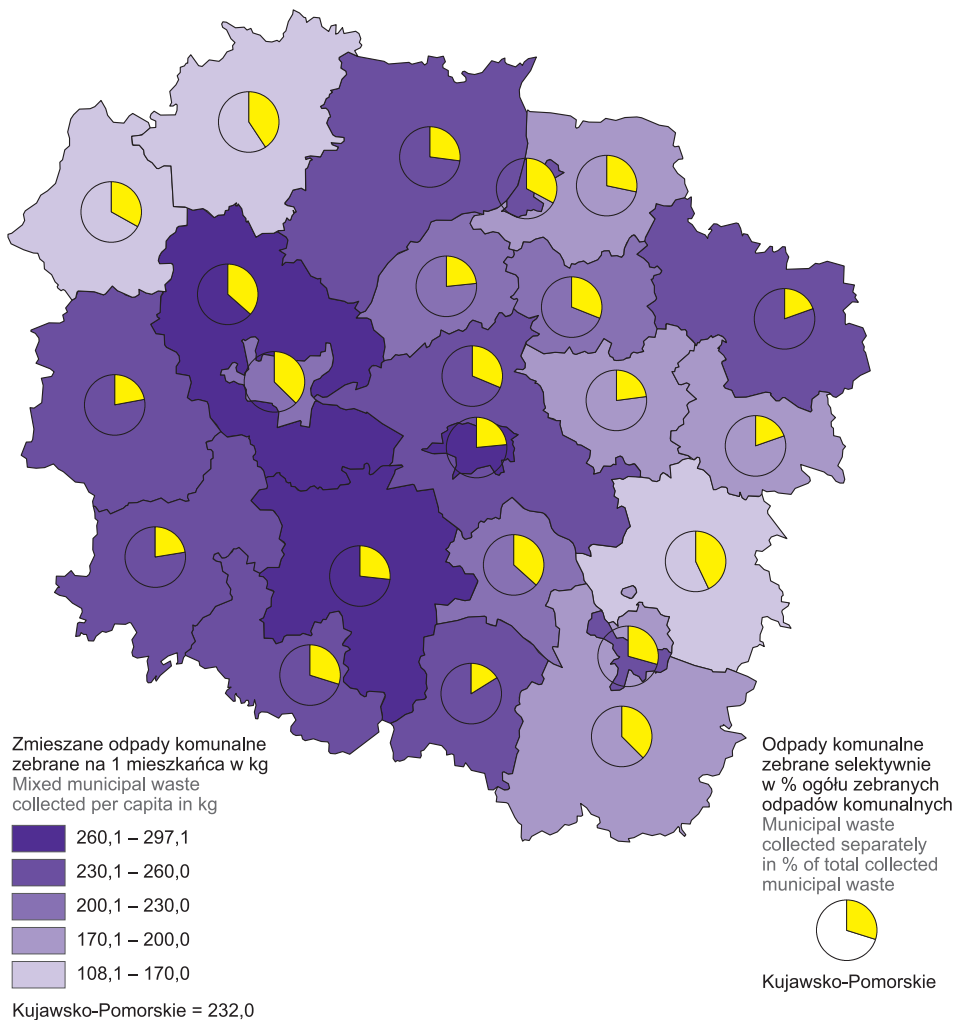 Zmieszane odpady komunalne
zebrane na 1 mieszkańca w kg
Mixed municipal waste
collected per capita in kg
260,1 – 297,1
230,1 – 260,0
200,1 – 230,0
170,1 – 200,0
108,1 – 170,0
Kujawsko-Pomorskie = 232,0
Odpady komunalne
zebrane selektywnie
w % ogółu zebranych
odpadów komunalnych
Municipal waste
collected separately
in % of total collected
municipal waste
Kujawsko-Pomorskie